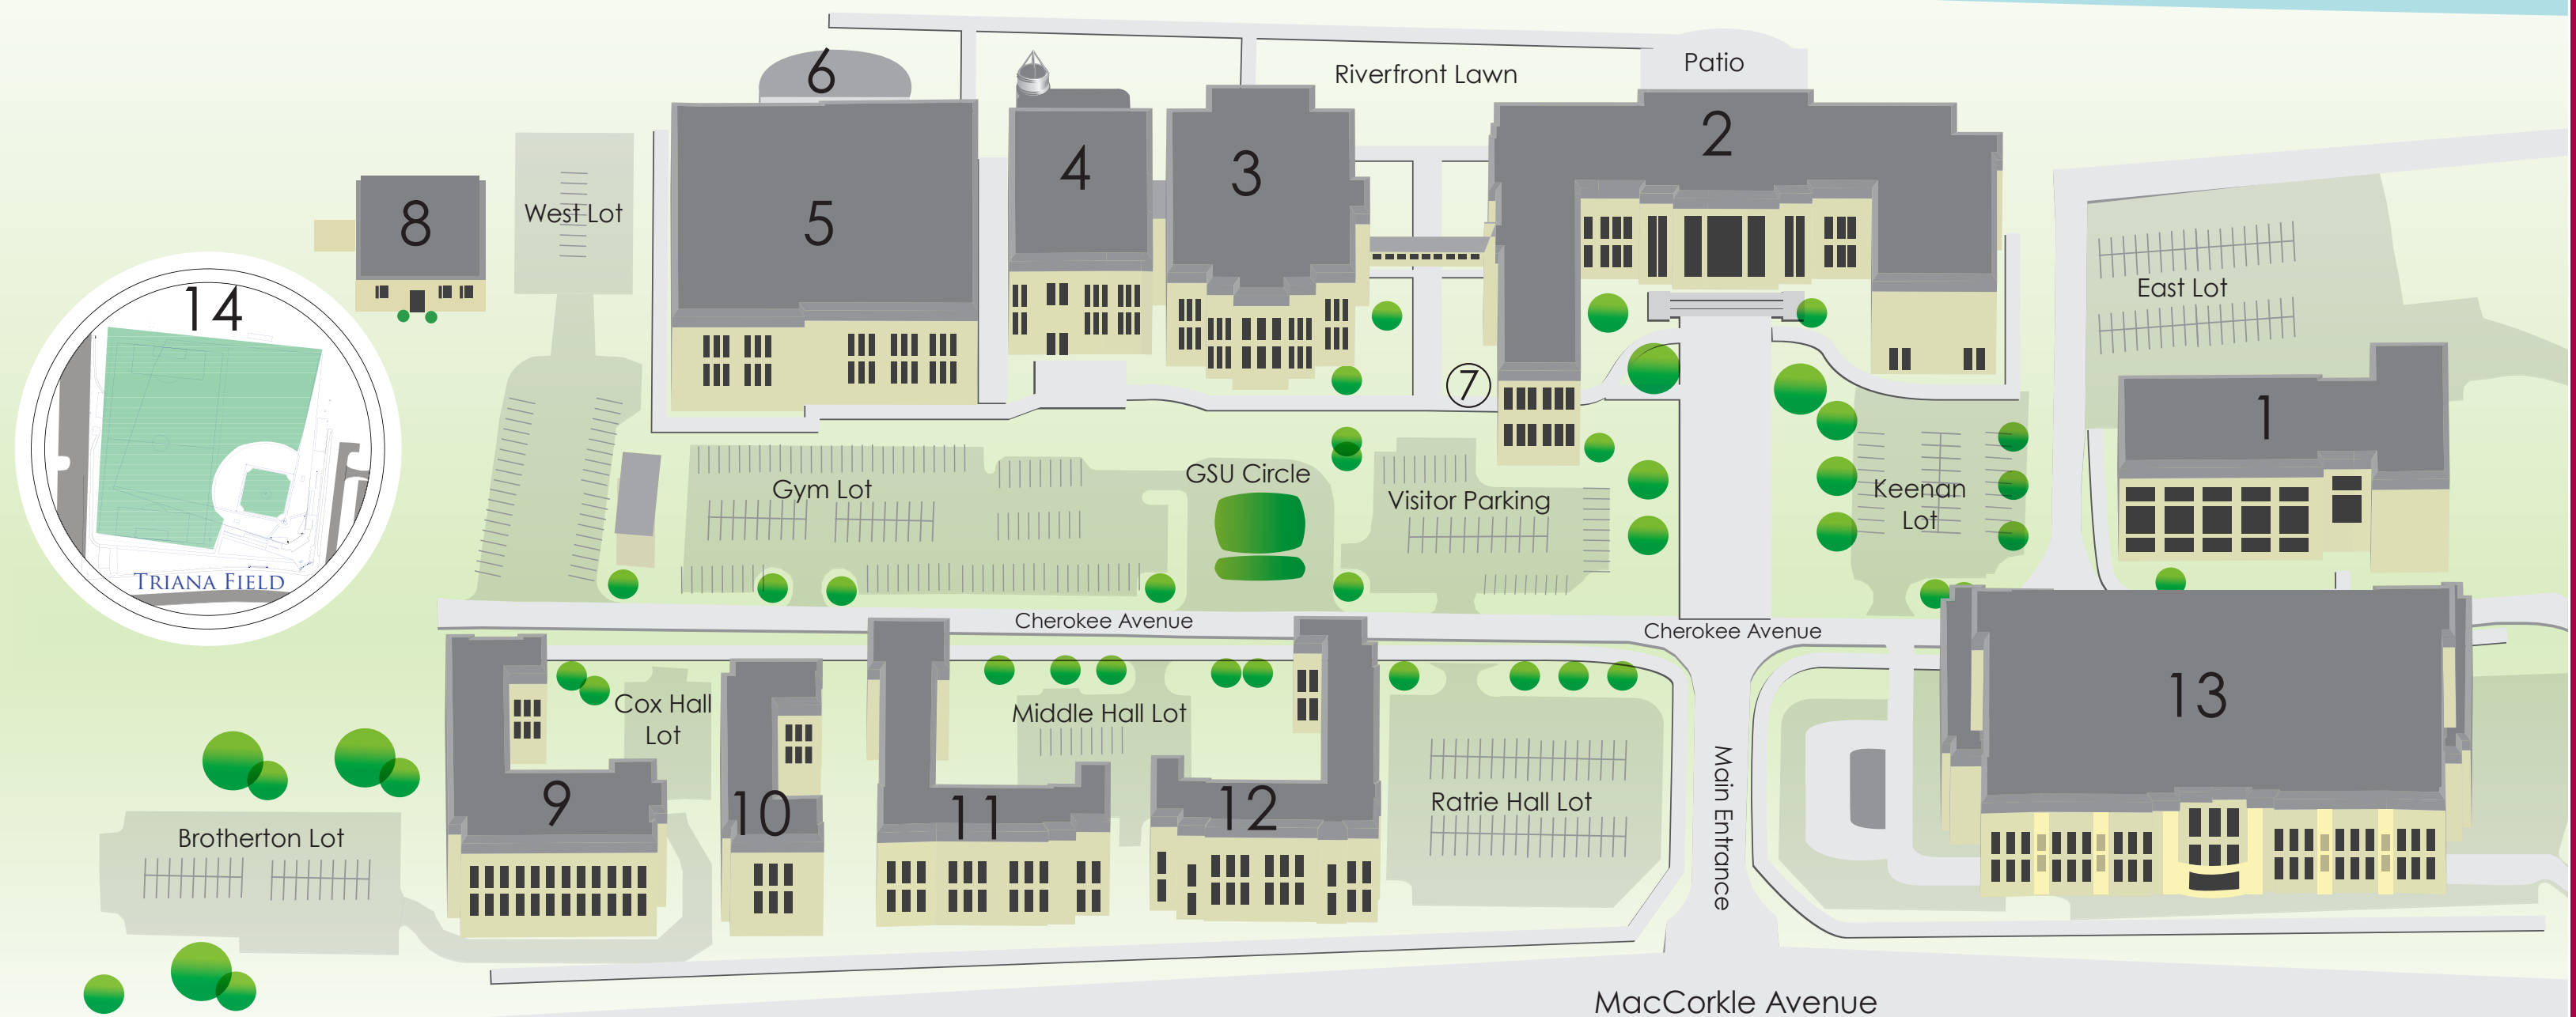 6
Patio
Riverfront Lawn
2
4
3
8
West Lot
5
East Lot
14
7
1
GSU Circle
Gym Lot
Visitor Parking
Keenan
Lot
TRIANA FIELD
Cherokee Avenue
Cherokee Avenue
13
Cox Hall
Lot
Middle Hall Lot
Main Entrance
9
10
11
12
Ratrie Hall Lot
Brotherton Lot
MacCorkle Avenue